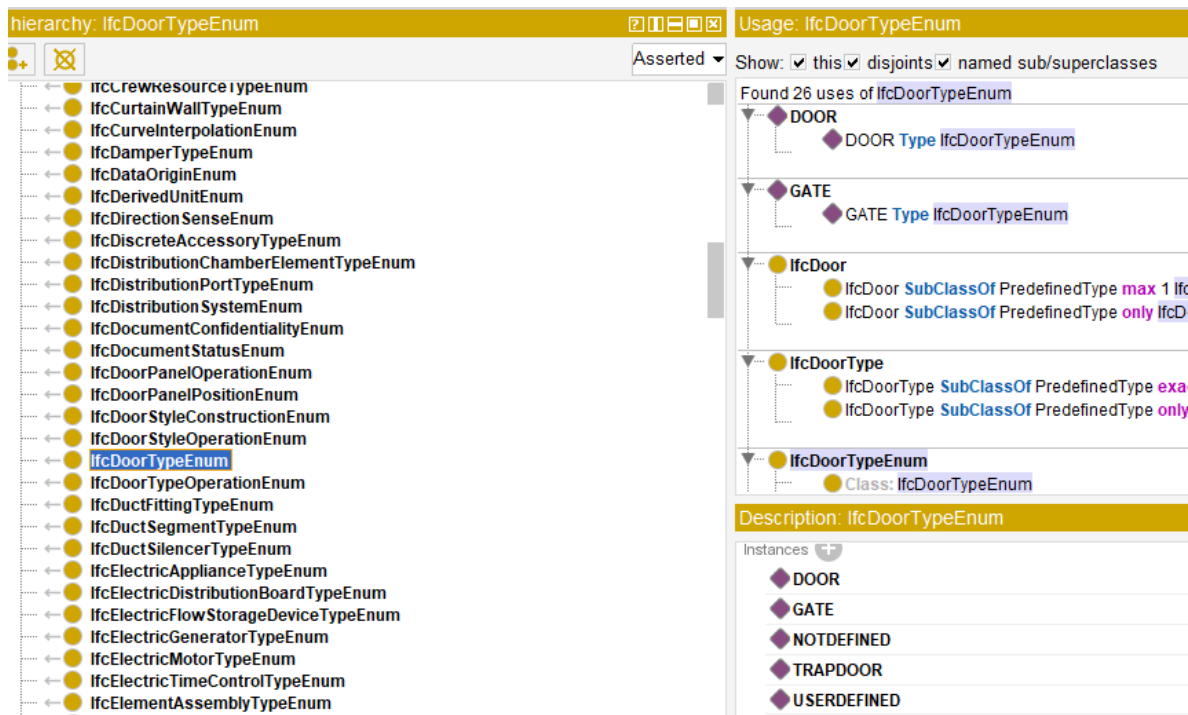 hierarchy: IfcDoorTypeEnum
Asserted
IfcCrewResourceTypeEnum
IfcCurtainWallTypeEnum
IfcCurveInterpolationEnum
IfcDamperTypeEnum
IfcDataOriginEnum
IfcDerivedUnitEnum
IfcDirectionSenseEnum
IfcDiscreteAccessoryTypeEnum
IfcDistributionChamberElementTypeEnum
IfcDistributionPortTypeEnum
IfcDistributionSystemEnum
IfcDocumentConfidentialityEnum
IfcDocumentStatusEnum
IfcDoorPanelOperationEnum
IfcDoorPanelPositionEnum
IfcDoorStyleConstructionEnum
IfcDoorStyleOperationEnum
IfcDoorTypeEnum
IfcDoorTypeOperationEnum
IfcDuctFittingTypeEnum
IfcDuctSegmentTypeEnum
IfcDuctSilencerTypeEnum
IfcElectricApplianceTypeEnum
IfcElectricDistributionBoardTypeEnum
IfcElectricFlowStorageDeviceTypeEnum
IfcElectricGeneratorTypeEnum
IfcElectricMotorTypeEnum
IfcElectricTimeControlTypeEnum
IfcElementAssemblyTypeEnum
Usage: IfcDoorTypeEnum
Show: this disjoints named sub/superclasses
Found 26 uses of IfcDoorTypeEnum
DOOR
DOOR Type IfcDoorTypeEnum
GATE
GATE Type IfcDoorTypeEnum
IfcDoor
IfcDoor SubClassOf PredefinedType max 1 Ifc
IfcDoor SubClassOf PredefinedType only IfcD
IfcDoorType
IfcDoorType SubClassOf PredefinedType exa
IfcDoorType SubClassOf PredefinedType only
IfcDoorTypeEnum
Class: IfcDoorTypeEnum
Description: IfcDoorTypeEnum
Instances
DOOR
GATE
NOTDEFINED
TRAPDOOR
USERDEFINED